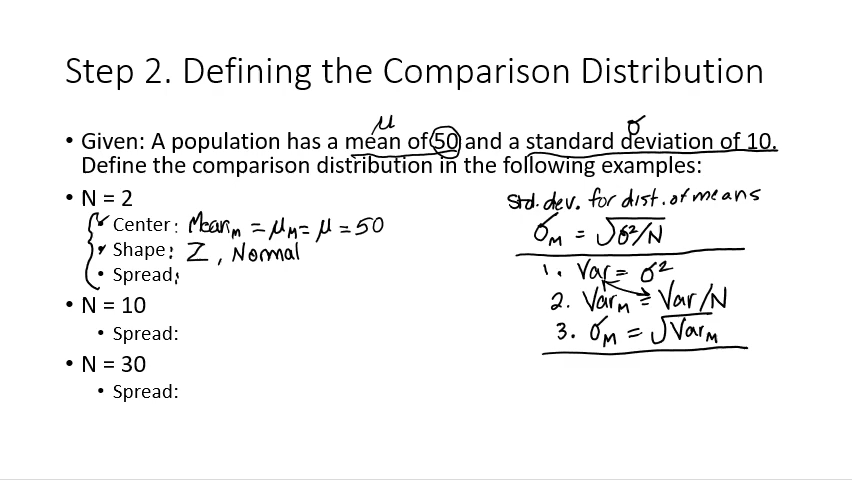 Step 2. Defining the Comparison Distribution
μ σ
• Given: A population has a mean of 50 and a standard deviation of 10.
Define the comparison distribution in the following examples:
• N = 2
• Center: Mean_M = μ_M = μ = 50
• Shape: Z, Normal
• Spread:
• N = 10
• Spread:
• N = 30
• Spread:
Std. dev. for dist. of means
σ_M = √σ²/N
1. Var = σ²
2. Var_M = Var/N
3. σ_M = √Var_M